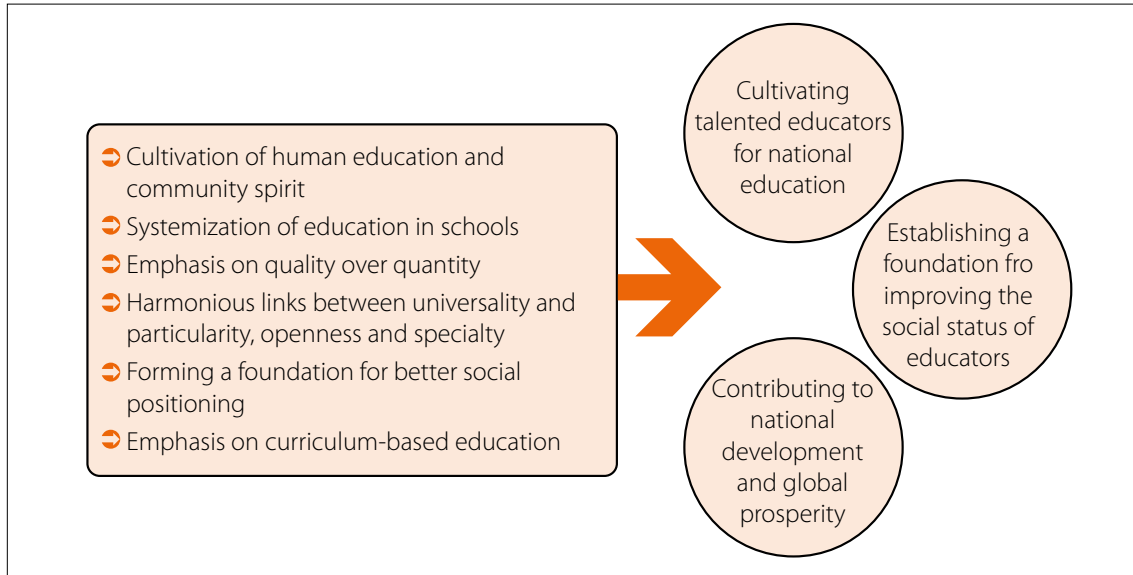 Cultivation of human education and
community spirit
Systemization of education in schools
Emphasis on quality over quantity
Harmonious links between universality and
particularity, openness and specialty
Forming a foundation for better social
positioning
Emphasis on curriculum-based education
Cultivating
talented educators
for national
education
Establishing a
foundation fro
improving the
social status of
educators
Contributing to
national
development
and global
prosperity